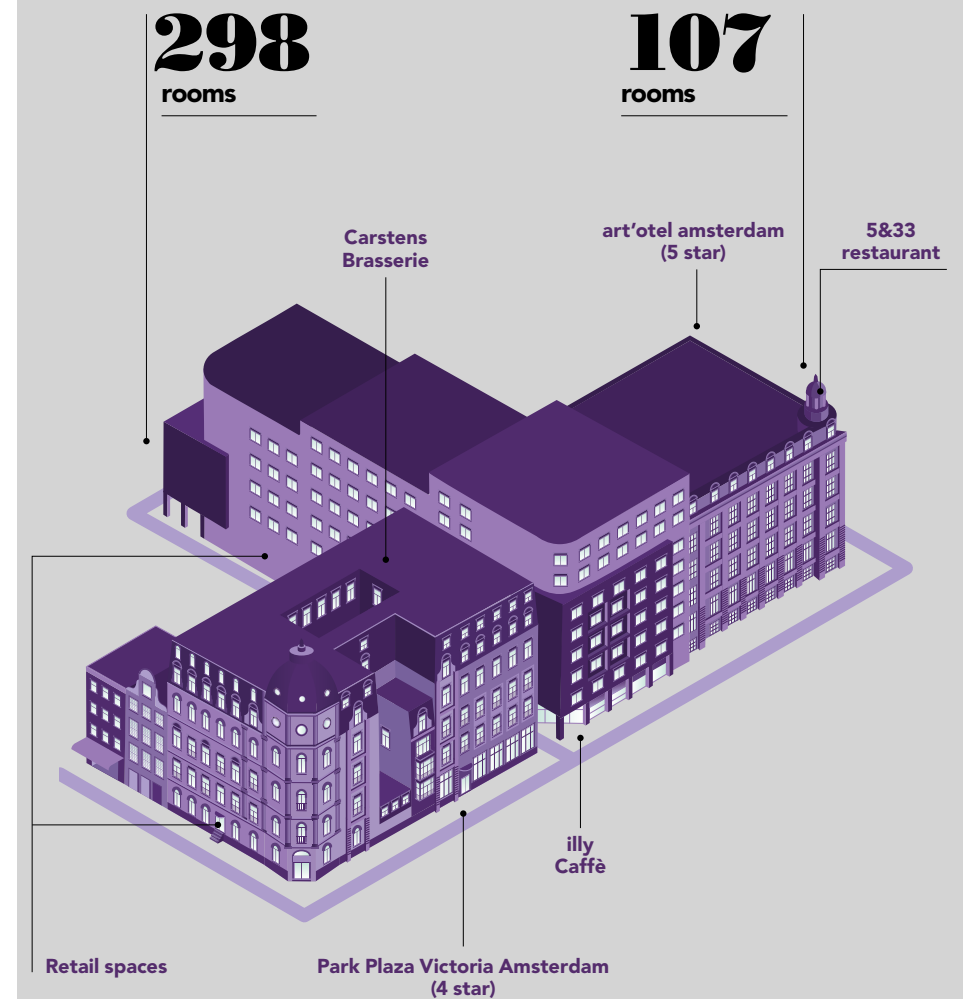 298
rooms
107
rooms
Carstens
Brasserie
art'otel amsterdam
(5 star)
5&33
restaurant
illy
Caffè
Retail spaces
Park Plaza Victoria Amsterdam
(4 star)